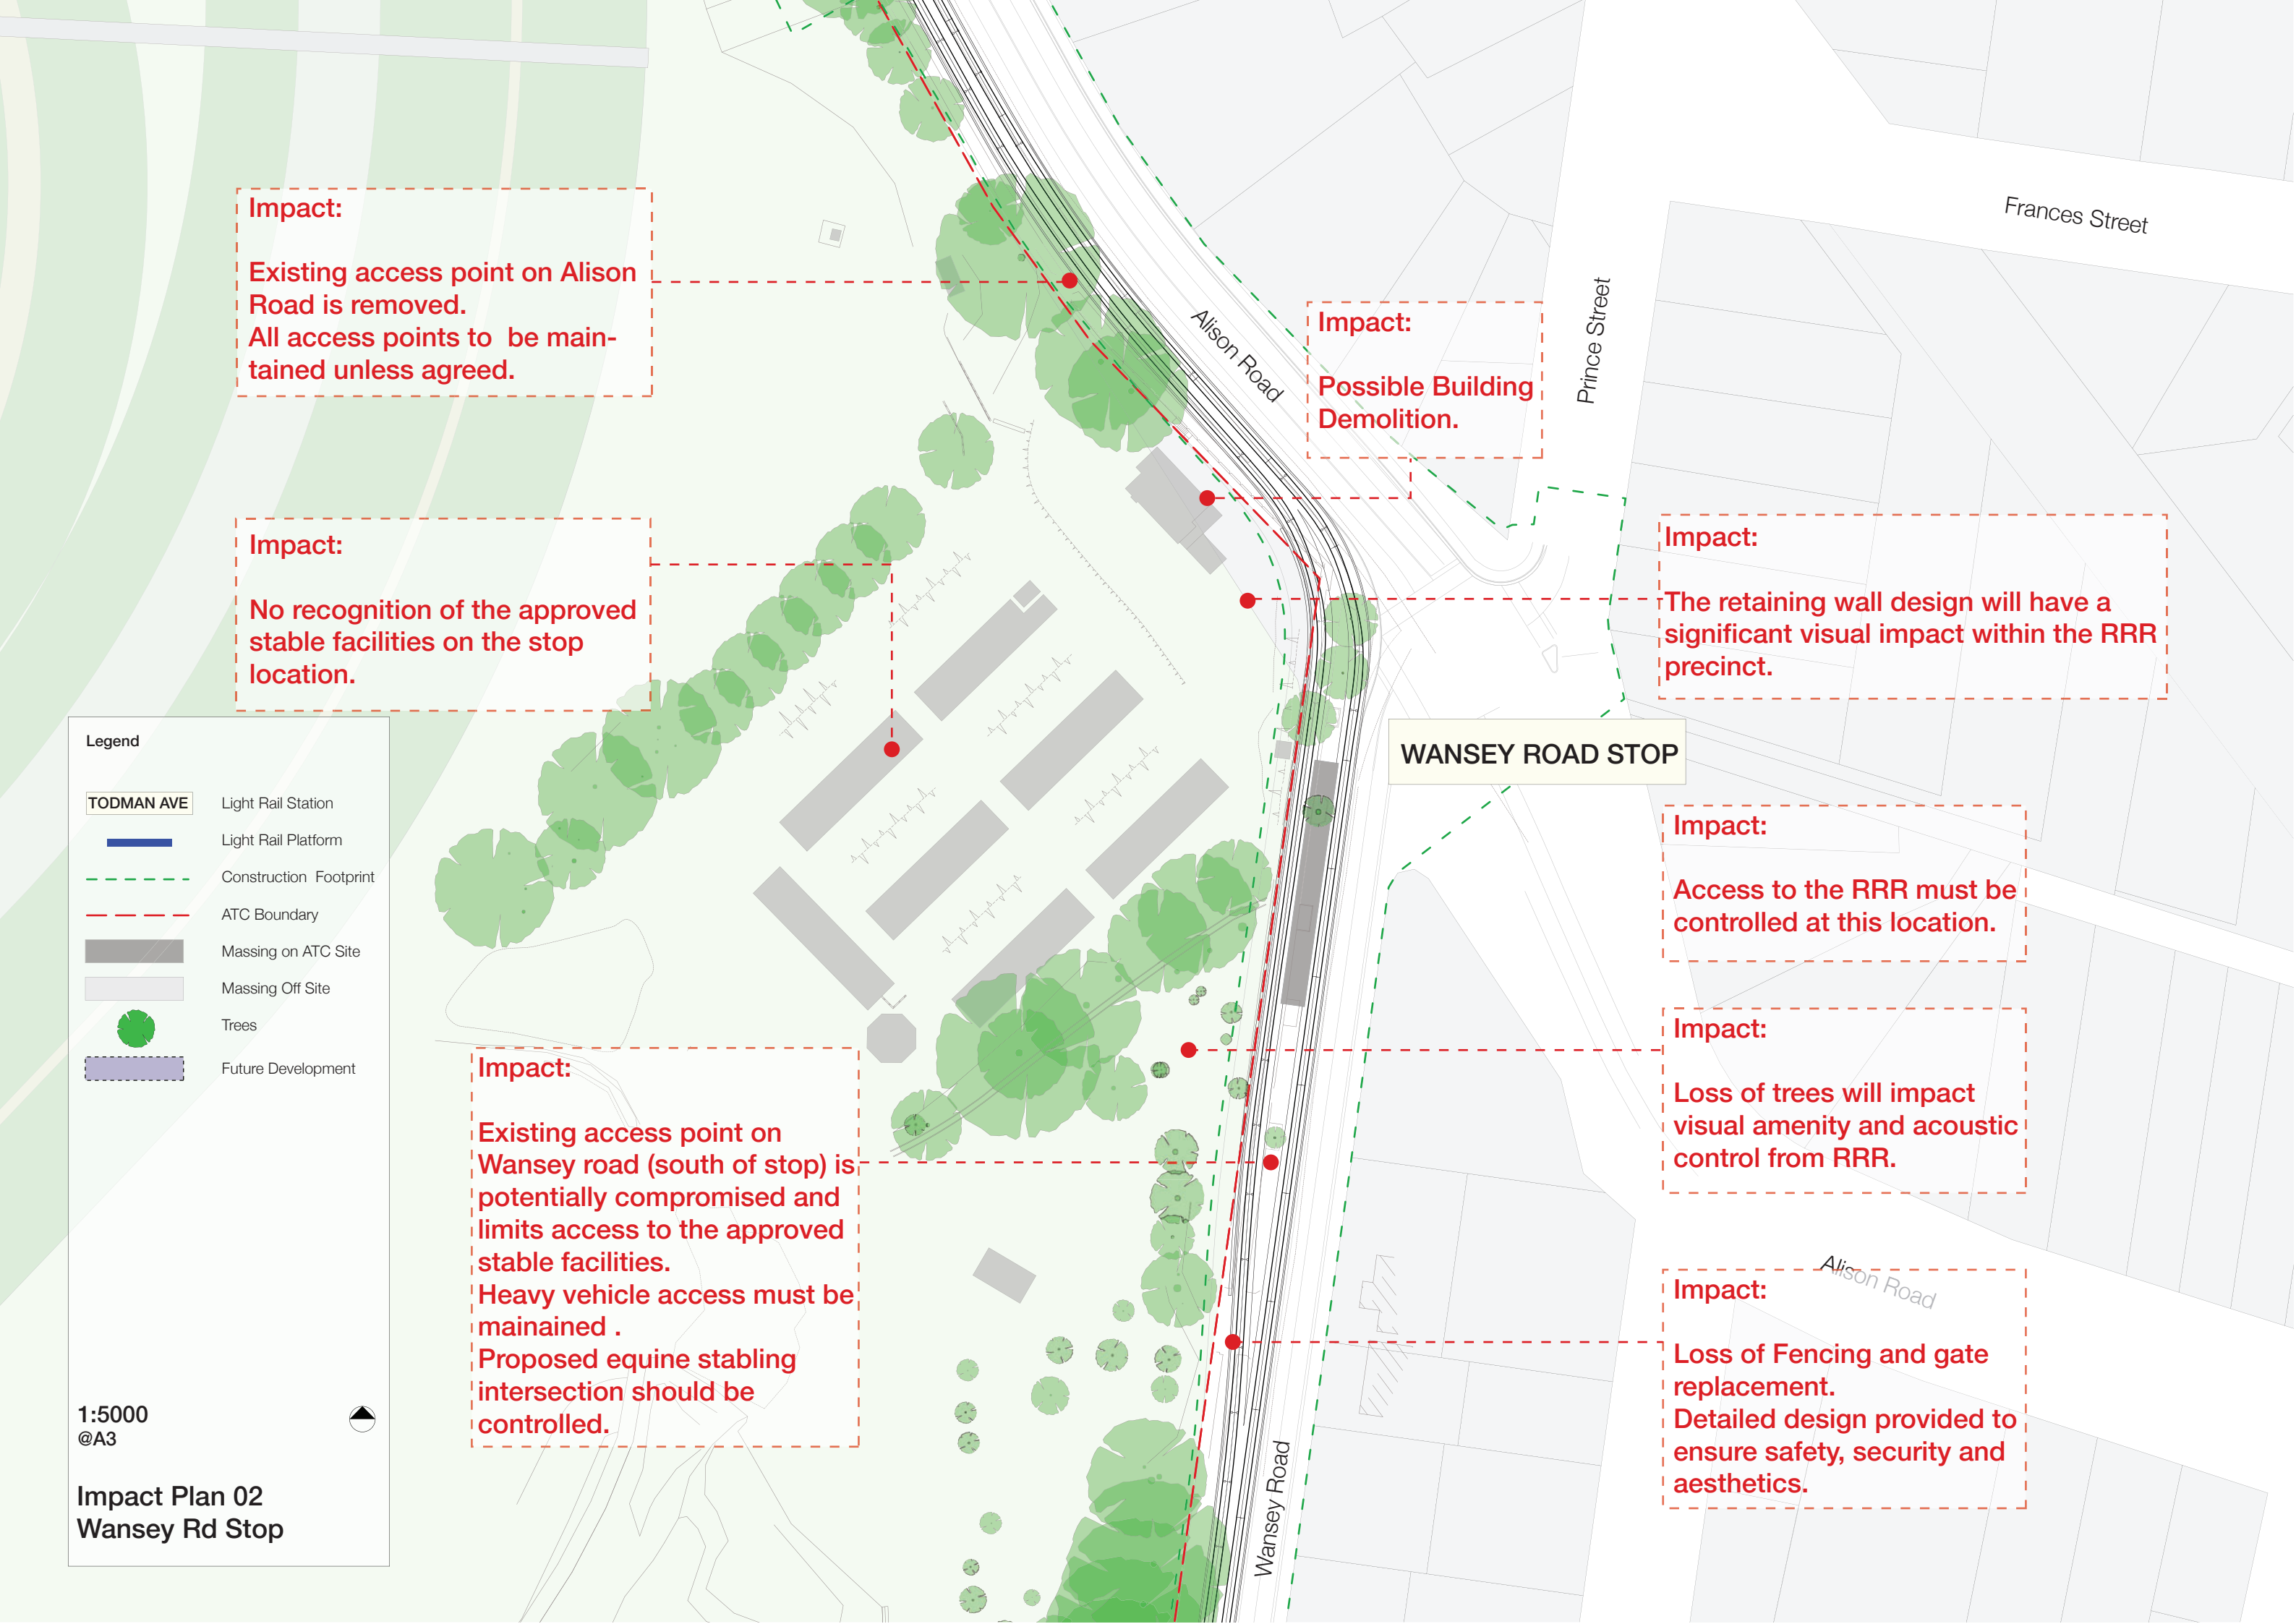 Frances Street
Impact:
Existing access point on Alison
Road is removed.
All access points to  be main-
tained unless agreed.
Alison Road
Impact:
Possible Building
Demolition.
Prince Street
Impact:
No recognition of the approved
stable facilities on the stop
location.
Impact:
The retaining wall design will have a
significant visual impact within the RRR
precinct.
WANSEY ROAD STOP
Legend
TODMAN AVE
Light Rail Station
Light Rail Platform
Construction  Footprint
ATC Boundary
Massing on ATC Site
Massing Off Site
Trees
Future Development
Impact:
Access to the RRR must be
controlled at this location.
Impact:
Loss of trees will impact
visual amenity and acoustic
control from RRR.
Impact:
Existing access point on
Wansey road (south of stop) is
potentially compromised and
limits access to the approved
stable facilities.
Heavy vehicle access must be
mainained .
Proposed equine stabling
intersection should be
controlled.
Alison Road
Impact:
Loss of Fencing and gate
replacement.
Detailed design provided to
ensure safety, security and
aesthetics.
Wansey Road
1:5000
@A3
Impact Plan 02
Wansey Rd Stop